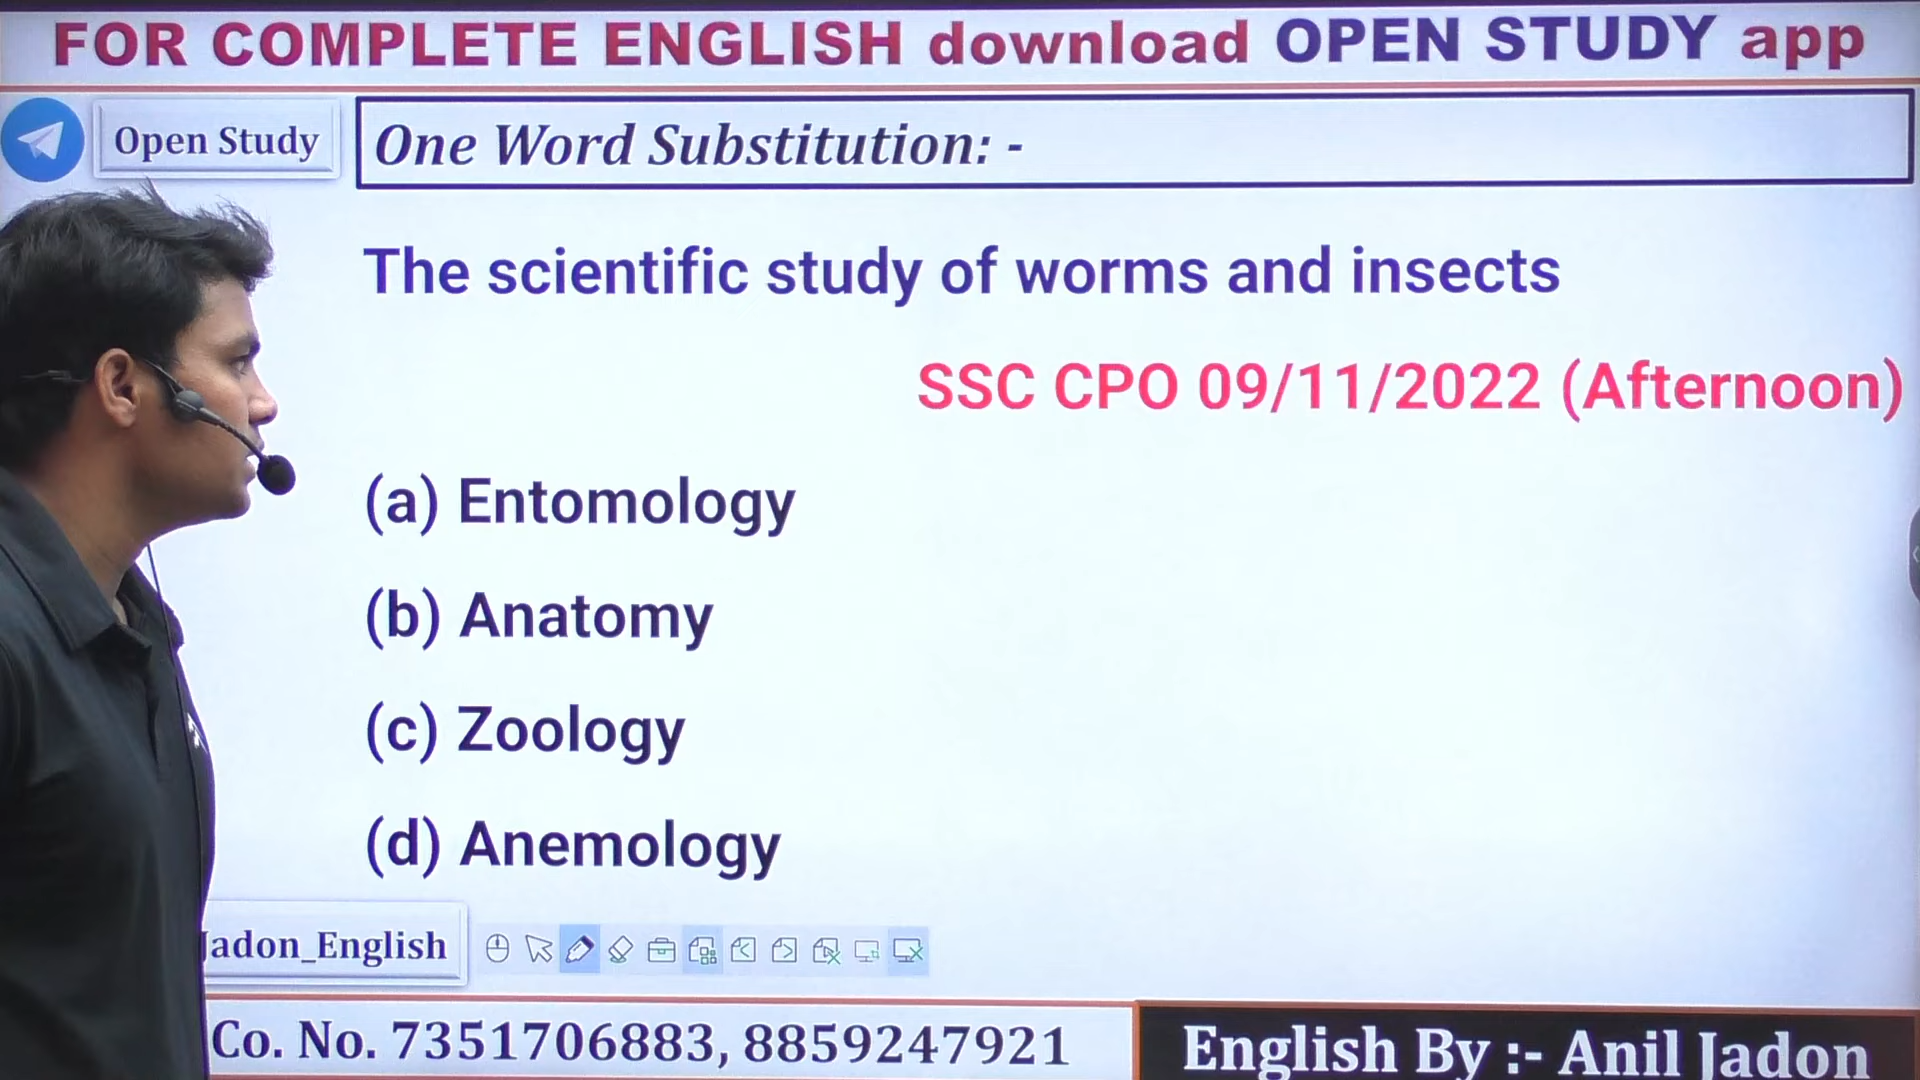 FOR COMPLETE ENGLISH download OPEN STUDY app
Open Study
One Word Substitution: -
The scientific study of worms and insects
SSC CPO 09/11/2022 (Afternoon)
(a) Entomology
(b) Anatomy
(c) Zoology
(d) Anemology
Jadon_English
Co. No. 7351706883, 8859247921
English By :- Anil Jadon